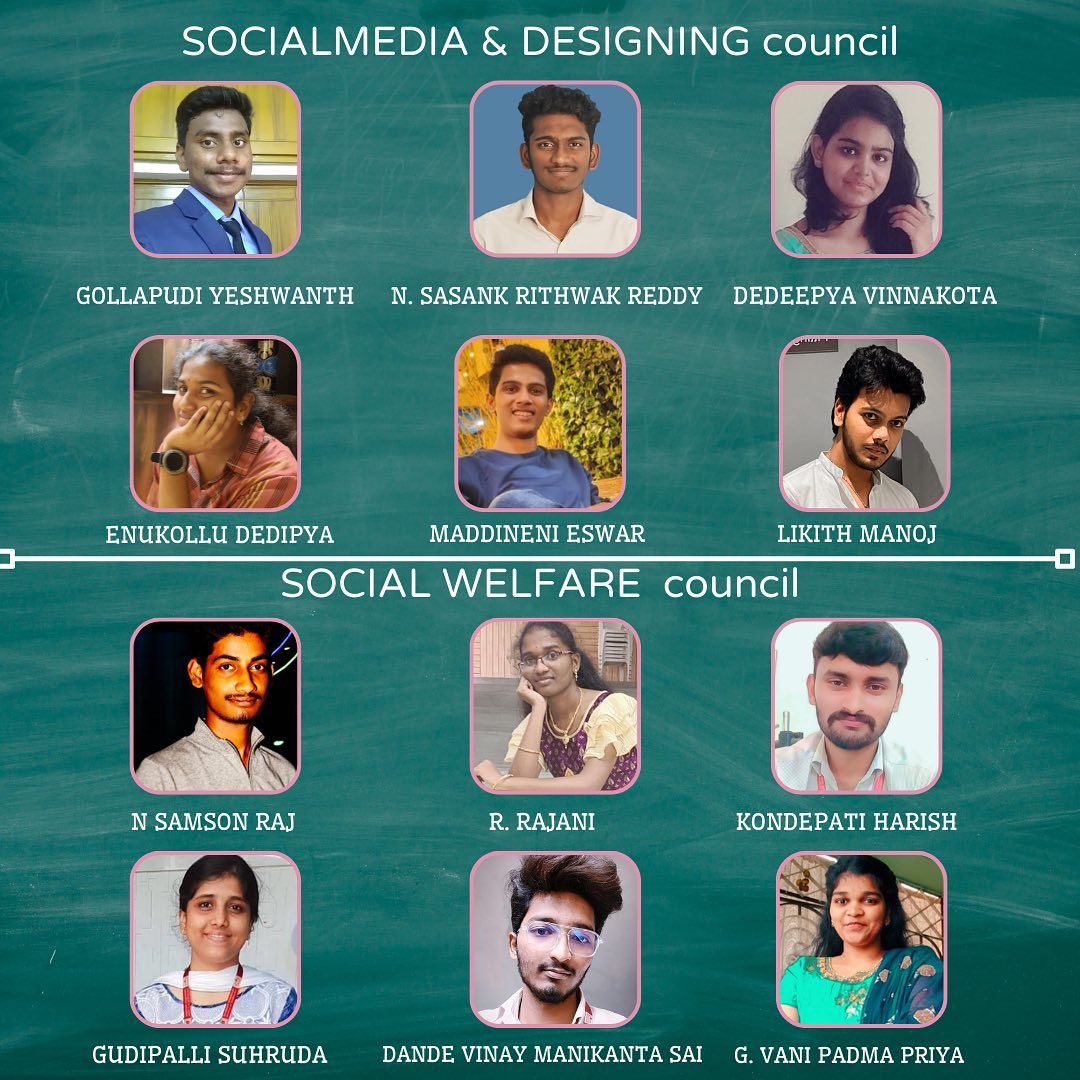 SOCIALMEDIA & DESIGNING council
GOLLAPUDI YESHWANTH
N. SASANK RITHWAK REDDY
DEDEEPYA VINNAKOTA
ENUKOLLU DEDIPYA
MADDINENI ESWAR
LIKITH MANOJ
SOCIAL WELFARE council
N SAMSON RAJ
R. RAJANI
KONDEPATI HARISH
GUDIPALLI SUHRUDA
DANDE VINAY MANIKANTA SAI
G. VANI PADMA PRIYA